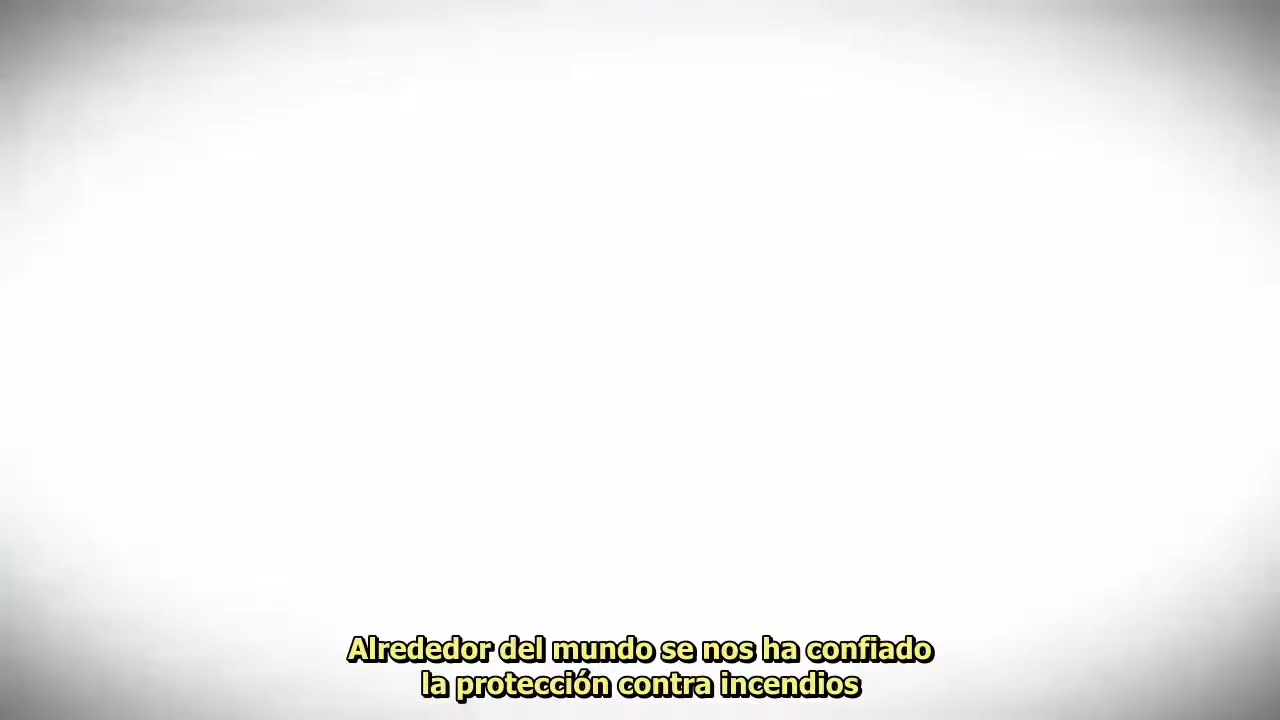 Alrededor del mundo se nos ha confiado
la protección contra incendios